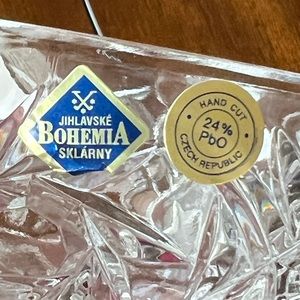 JIHLAVSKÉ
BOHEMIA
SKLÁRNY
HAND CUT
24%
PbO
CZECH REPUBLIC